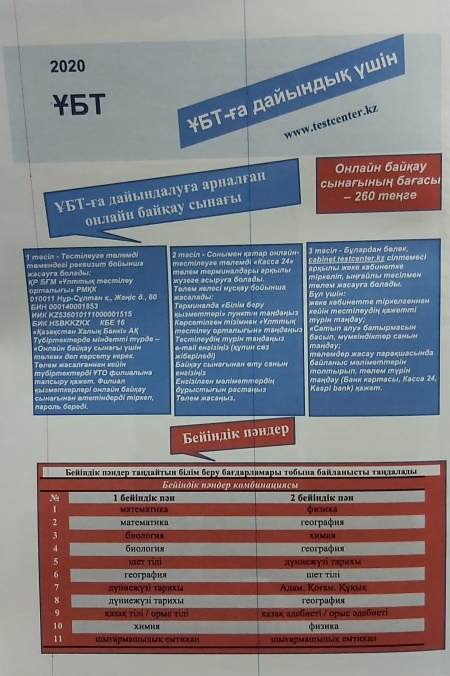 2020
ҰБТ
ҰБТ-ға дайындық үшін
www.testcenter.kz
ҰБТ-ға дайындалуға арналған
онлайн байқау сынағы
Онлайн байқау
сынағының бағасы
– 260 теңге
1 тәсіл - Тестілеуге төлемді
төмендегі реквизит бойынша
жасауға болады:
ҚР БҒМ «Ұлттық тестілеу
орталығы» РМҚК
010011 Нұр-Сұлтан қ., Жеңіс д., 60
БИН 000140001853
ИИК KZ536010111000001515
БИК HSBKKZKX КБЕ 16
«Қазақстан Халық Банкі» АҚ
Түбіртектерде міндетті түрде –
«Онлайн байқау сынағы үшін
төлем» деп көрсету керек.
Төлем жасалғаннан кейін
түбіртектерді ҰТО филиалына
тапсыру қажет. Филиал
қызметкерлері онлайн байқау
сынағынан өтетіндерді тіркеп,
пароль береді.
2 тәсіл - Сонымен қатар онлайн-
тестілеуге төлемді «Касса 24»
төлем терминалдары арқылы
жүзеге асыруға болады.
Төлем келесі нұсқау бойынша
жасалады:
Терминалда «Білім беру
қызметтері» пунктін таңдаңыз
Көрсетілген тізімнен «Ұлттық
тестілеу орталығын» таңдаңыз
Тестілеудің түрін таңдаңыз
e-mail енгізіңіз (купия сөз
жіберіледі)
Байқау сынағынан өту санын
енгізіңіз
Енгізілген мәліметтердің
дұрыстығын растаңыз
Төлем жасаңыз.
3 тәсіл - Бұлардан бөлек,
cabinet.testcenter.kz сілтемесі
арқылы жеке кабинетке
тіркеліп, ыңғайлы тәсілмен
төлем жасауға болады.
Бұл үшін:
жеке кабинетте тіркелгеннен
кейін тестілеудің қажетті
түрін таңдау;
«Сатып алу» батырмасын
басып, мүмкіндіктер санын
таңдау;
төлемдер жасау парақшасында
барлық мәліметтерін
толтырып, төлем түрін
таңдау (Банк картасы, Касса 24,
Kaspi bank) қажет.
Бейіндік пәндер
Бейіндік пәндер таңдайтын білім беру бағдарламары тобына байланысты таңдалады
Бейіндік пәндер комбинациясы
№ 1 бейіндік пән 2 бейіндік пән
1 математика физика
2 математика география
3 биология химия
4 биология география
5 шет тілі дүниежүзі тарихы
6 география шет тілі
7 дүниежүзі тарихы Адам. Қоғам. Құқық
8 дүниежүзі тарихы география
9 қазақ тілі / орыс тілі қазақ әдебиеті / орыс әдебиеті
10 химия физика
11 шығармашылық емтихан шығармашылық емтихан